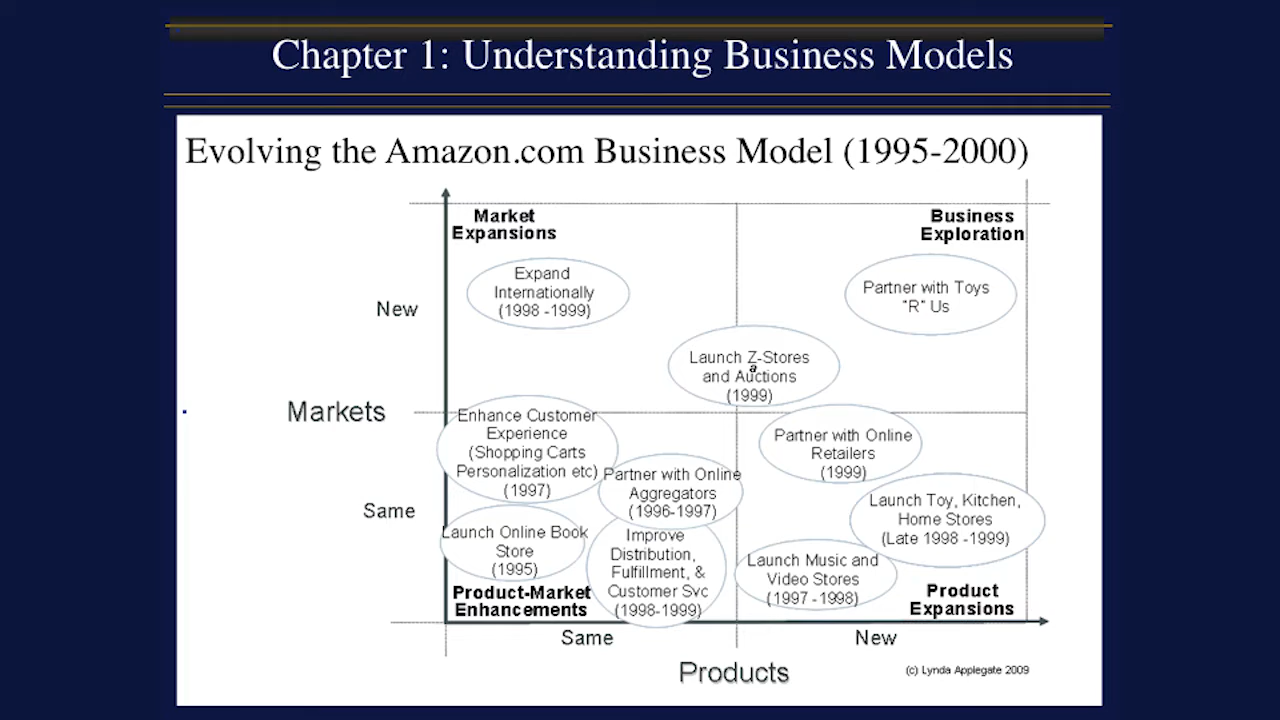 Chapter 1: Understanding Business Models
Evolving the Amazon.com Business Model (1995-2000)
Market
Expansions
Business
Exploration
Expand
Internationally
(1998 -1999)
Partner with Toys
"R" Us
New
Launch Z-Stores
a
and Auctions
(1999)
Markets
Enhance Customer
Experience
(Shopping Carts
Personalization etc)
(1997)
Partner with Online
Retailers
(1999)
Partner with Online
Aggregators
(1996-1997)
Launch Toy, Kitchen,
Home Stores
(Late 1998 -1999)
Same
Launch Online Book
Store
(1995)
Improve
Distribution,
Fulfillment, &
Customer Svc
(1998-1999)
Launch Music and
Video Stores
(1997 -1998)
Product-Market
Enhancements
Product
Expansions
Same
New
Products
(c) Lynda Applegate 2009